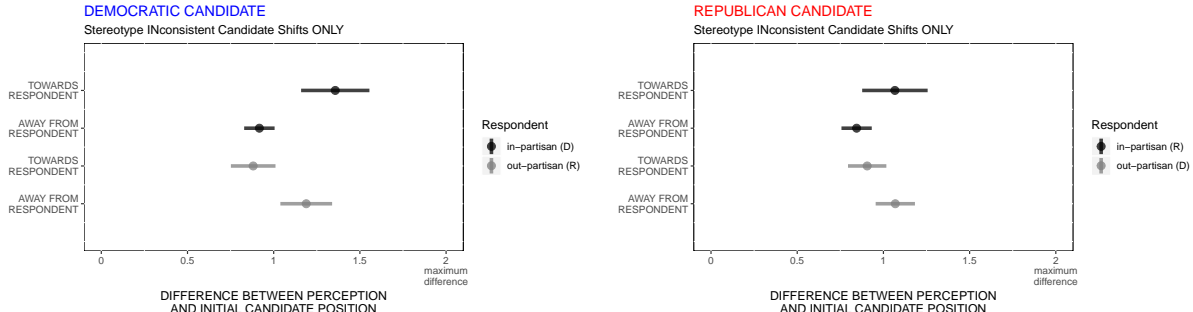 DEMOCRATIC CANDIDATE
Stereotype INconsistent Candidate Shifts ONLY
TOWARDS
RESPONDENT
AWAY FROM
RESPONDENT
TOWARDS
RESPONDENT
AWAY FROM
RESPONDENT
0
0.5
1
1.5
2
maximum
difference
DIFFERENCE BETWEEN PERCEPTION
AND INITIAL CANDIDATE POSITION
Respondent
in−partisan (D)
out−partisan (R)
REPUBLICAN CANDIDATE
Stereotype INconsistent Candidate Shifts ONLY
TOWARDS
RESPONDENT
AWAY FROM
RESPONDENT
TOWARDS
RESPONDENT
AWAY FROM
RESPONDENT
0
0.5
1
1.5
2
maximum
difference
DIFFERENCE BETWEEN PERCEPTION
AND INITIAL CANDIDATE POSITION
Respondent
in−partisan (R)
out−partisan (D)